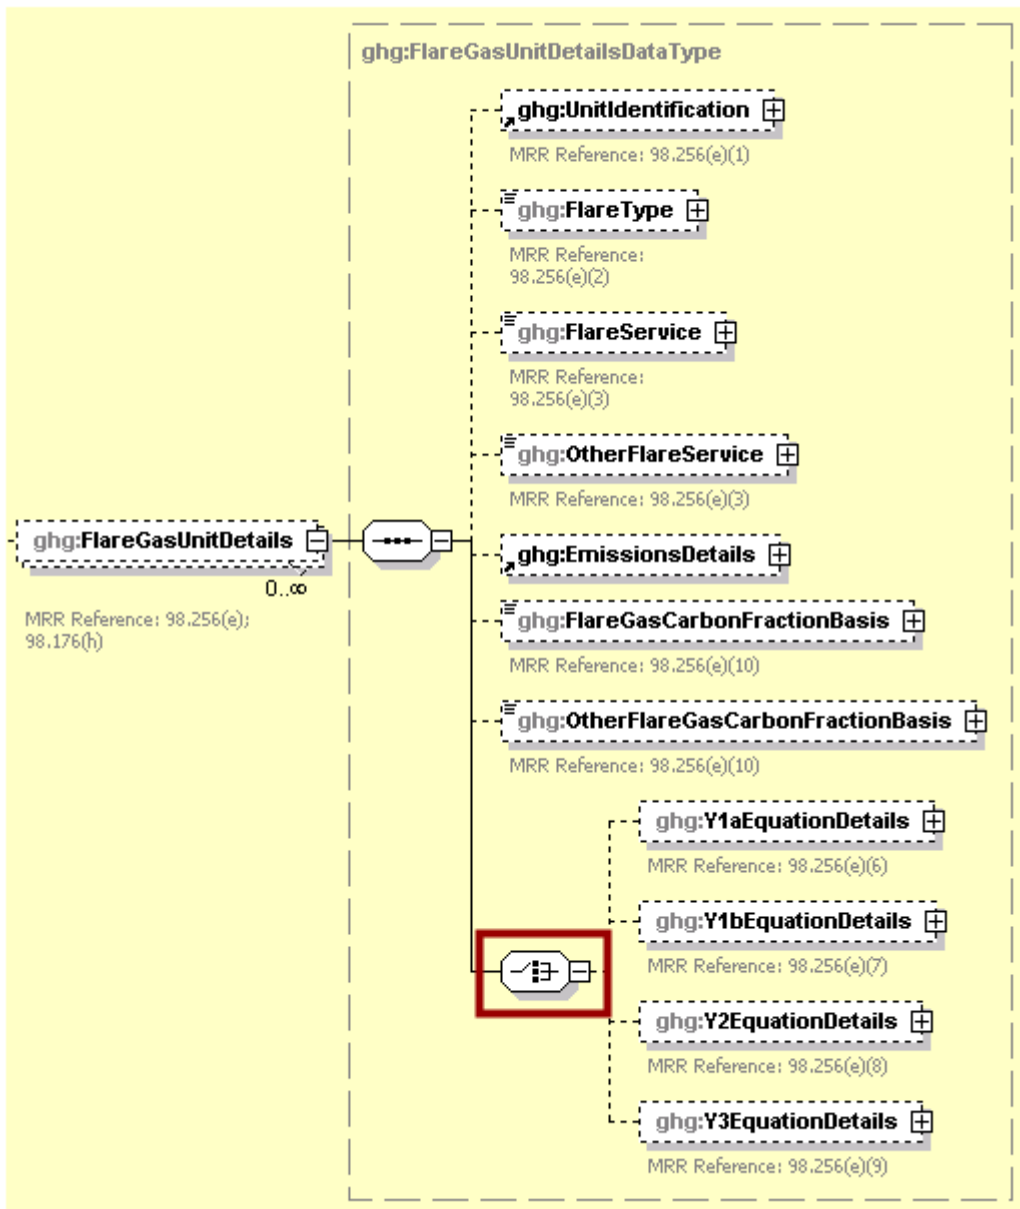 ghg:FlareGasUnitDetailsDataType
ghg:UnitIdentification
MRR Reference: 98.256(e)(1)
ghg:FlareType
MRR Reference:
98.256(e)(2)
ghg:FlareService
MRR Reference:
98.256(e)(3)
ghg:OtherFlareService
MRR Reference: 98.256(e)(3)
ghg:FlareGasUnitDetails
0..∞
MRR Reference: 98.256(e);
98.176(h)
ghg:EmissionsDetails
ghg:FlareGasCarbonFractionBasis
MRR Reference: 98.256(e)(10)
ghg:OtherFlareGasCarbonFractionBasis
MRR Reference: 98.256(e)(10)
ghg:Y1aEquationDetails
MRR Reference: 98.256(e)(6)
ghg:Y1bEquationDetails
MRR Reference: 98.256(e)(7)
ghg:Y2EquationDetails
MRR Reference: 98.256(e)(8)
ghg:Y3EquationDetails
MRR Reference: 98.256(e)(9)